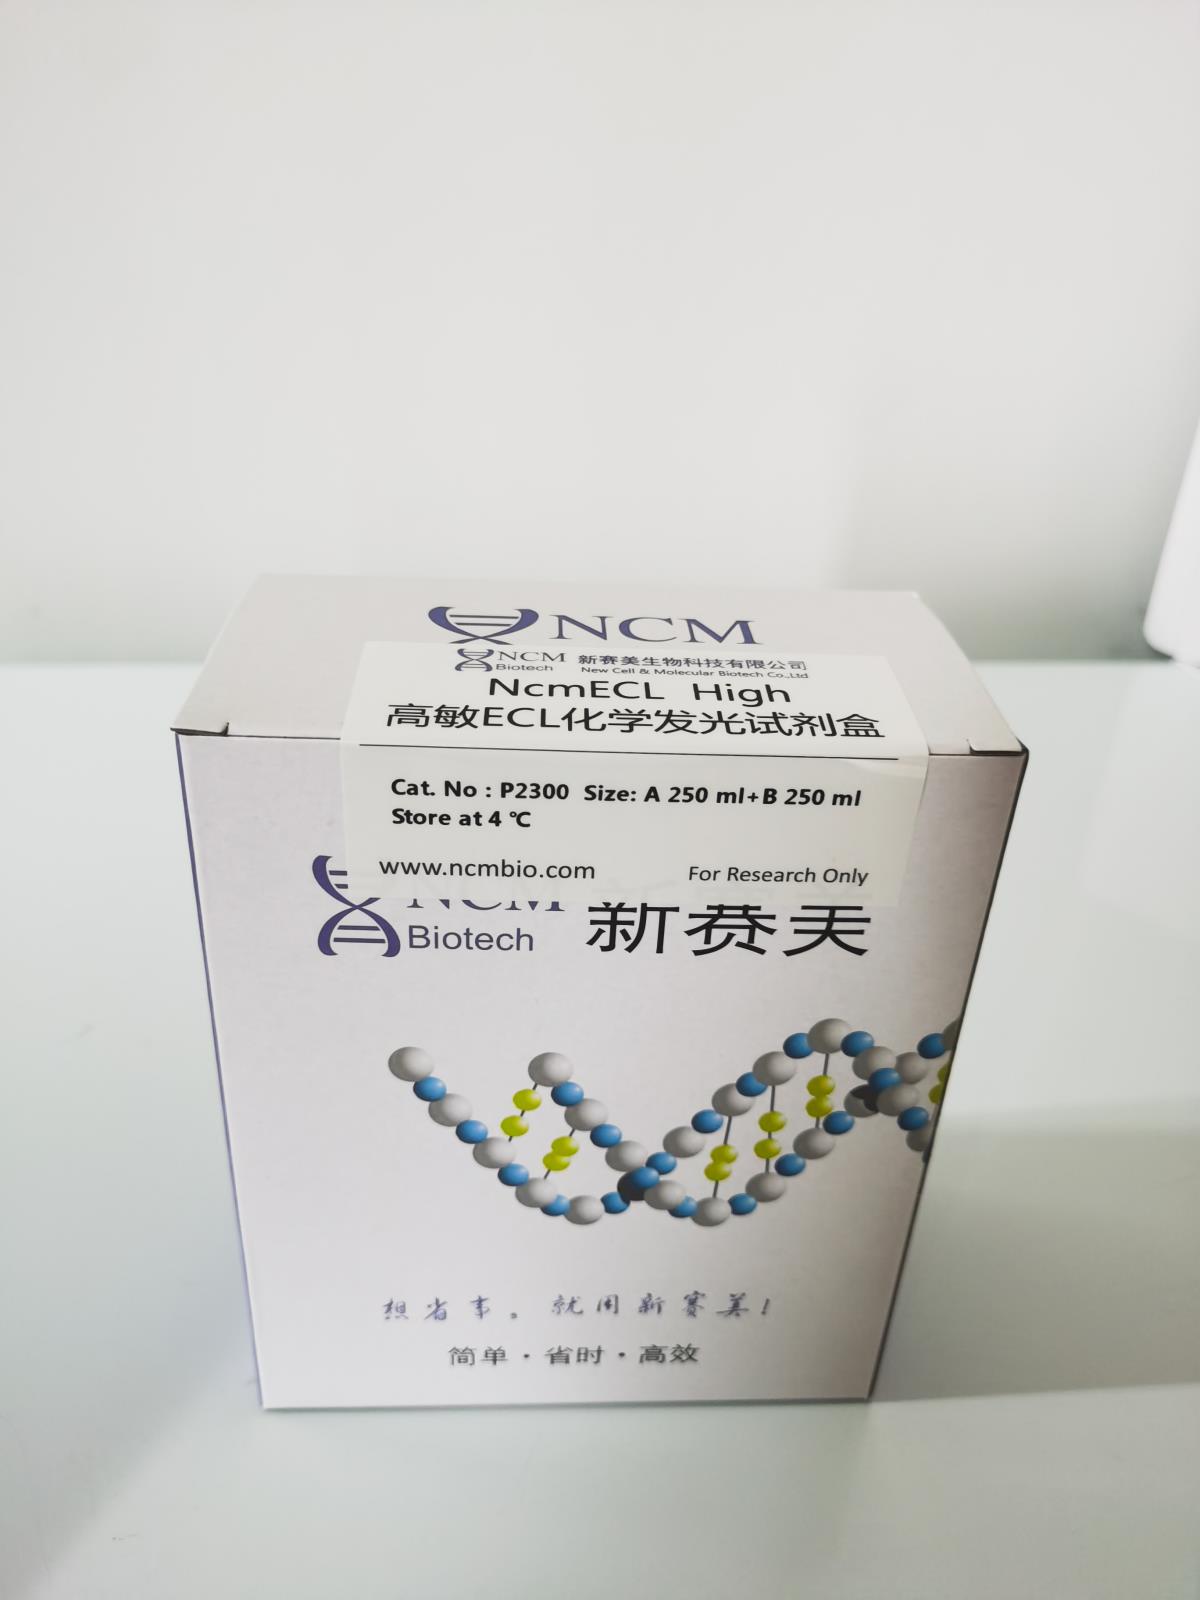 NCM
NCM 新赛美生物科技有限公司
Biotech New Cell & Molecular Biotech Co.,Ltd
NcmECL High
高敏ECL化学发光试剂盒
Cat. No : P2300 Size: A 250 ml+B 250 ml
Store at 4 ℃
www.ncmbio.com For Research Only
NCM 新赛美
Biotech
想省事。就用新赛美!
简单·省时·高效